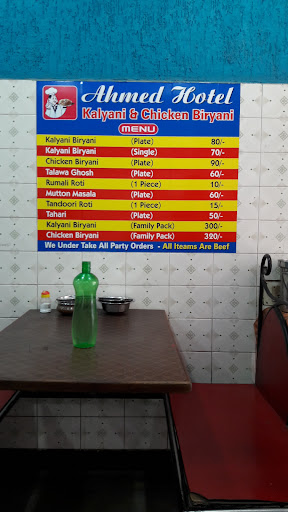 Ahmed Hotel
Kalyani & Chicken Biryani
MENU
Kalyani Biryani (Plate) 80/-
Kalyani Biryani (Single) 70/-
Chicken Biryani (Plate) 90/-
Talawa Ghosh (Plate) 60/-
Rumali Roti (1 Piece) 10/-
Mutton Masala (Plate) 60/-
Tandoori Roti (1 Piece) 15/-
Tahari (Plate) 50/-
Kalyani Biryani (Family Pack) 300/-
Chicken Biryani (Family Pack) 320/-
We Under Take All Party Orders - All Iteams Are Beef